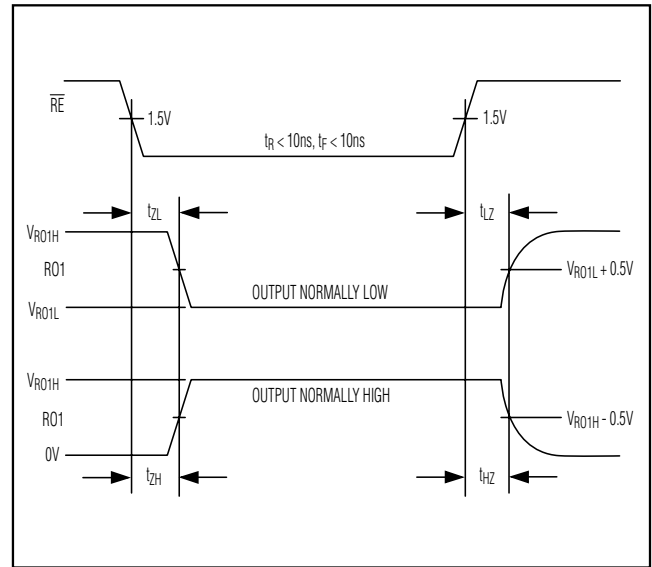 RE
1.5V
1.5V
tR < 10ns, tF < 10ns
tZL
tLZ
VRO1H
RO1
VRO1L + 0.5V
OUTPUT NORMALLY LOW
VRO1L
VRO1H
OUTPUT NORMALLY HIGH
RO1
VRO1H - 0.5V
0V
tZH
tHZ